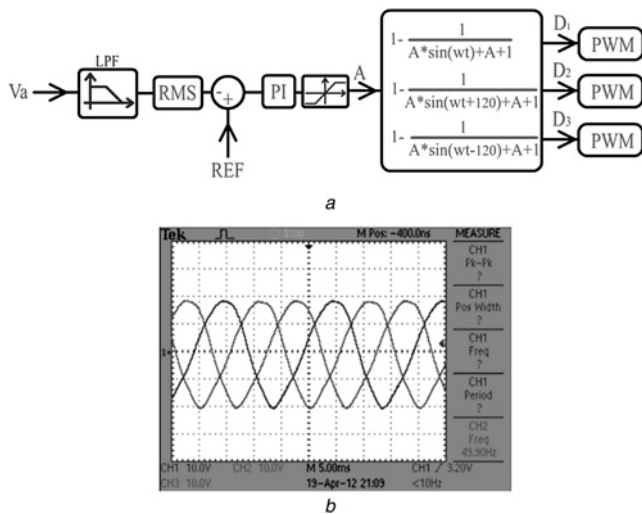 LPF
Va
RMS
-
+
REF
PI
A
1- 1 / A*sin(wt)+A+1
1- 1 / A*sin(wt+120)+A+1
1- 1 / A*sin(wt-120)+A+1
D1
PWM
D2
PWM
D3
PWM
a
Tek Stop M Pos: -400.0ns MEASURE
CH1
Pk-Pk
?
CH1
Pos Width
?
CH1
Freq
?
CH1
Period
?
CH2
Freq
49.90Hz
1
CH1 10.0V CH2 10.0V M 5.00ms CH1 / 3.20V
CH3 10.0V 19-Apr-12 21:09 <10Hz
b